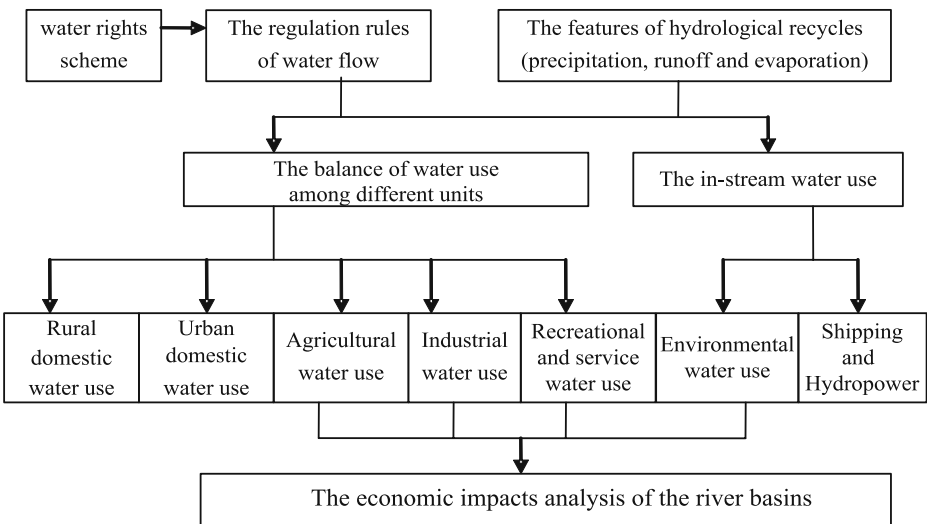 water rights
scheme
The regulation rules
of water flow
The features of hydrological recycles
(precipitation, runoff and evaporation)
The balance of water use
among different units
The in-stream water use
Rural
domestic
water use
Urban
domestic
water use
Agricultural
water use
Industrial
water use
Recreational
and service
water use
Environmental
water use
Shipping
and
Hydropower
The economic impacts analysis of the river basins